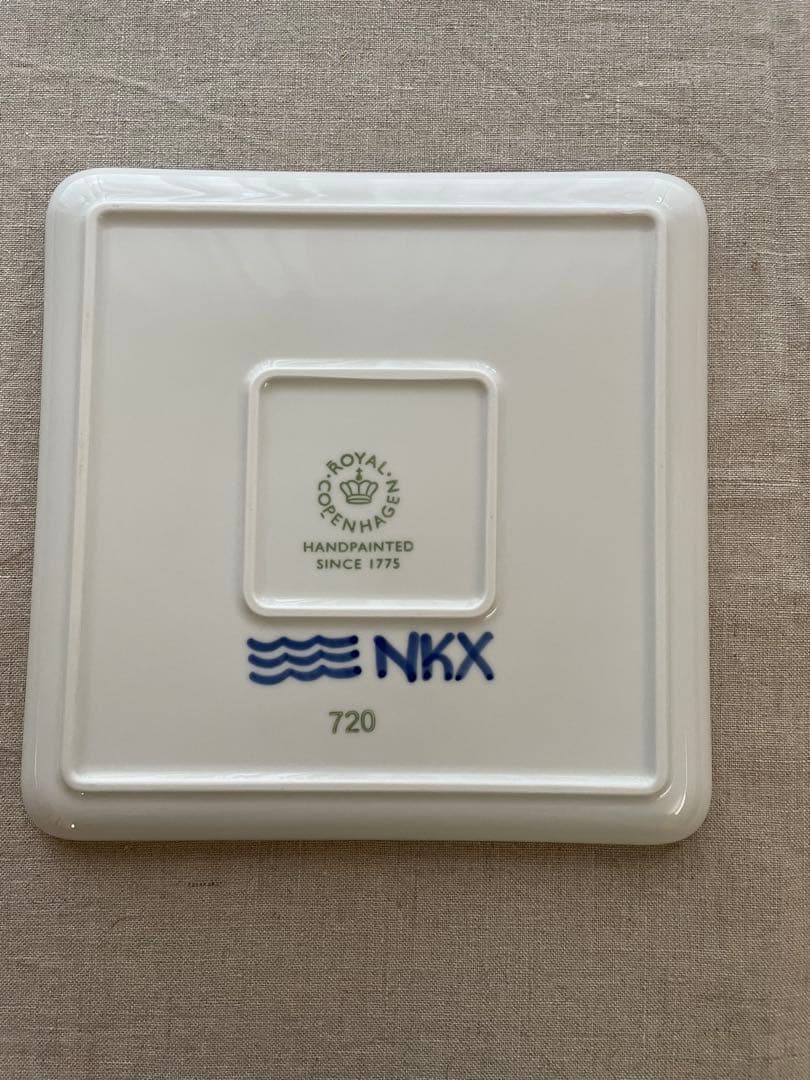 ROYAL
COPENHAGEN
HANDPAINTED
SINCE 1775
NKX
720